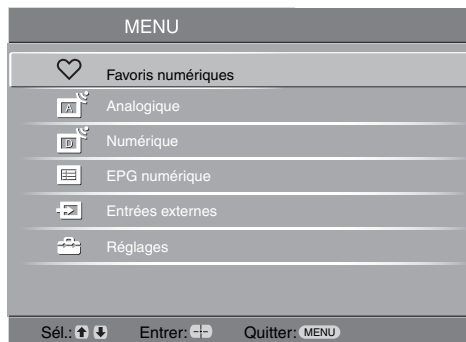 MENU
Favoris numériques
A Analogique
D Numérique
EPG numérique
Entrées externes
Réglages
Sél.: Entrer: Quitter: MENU